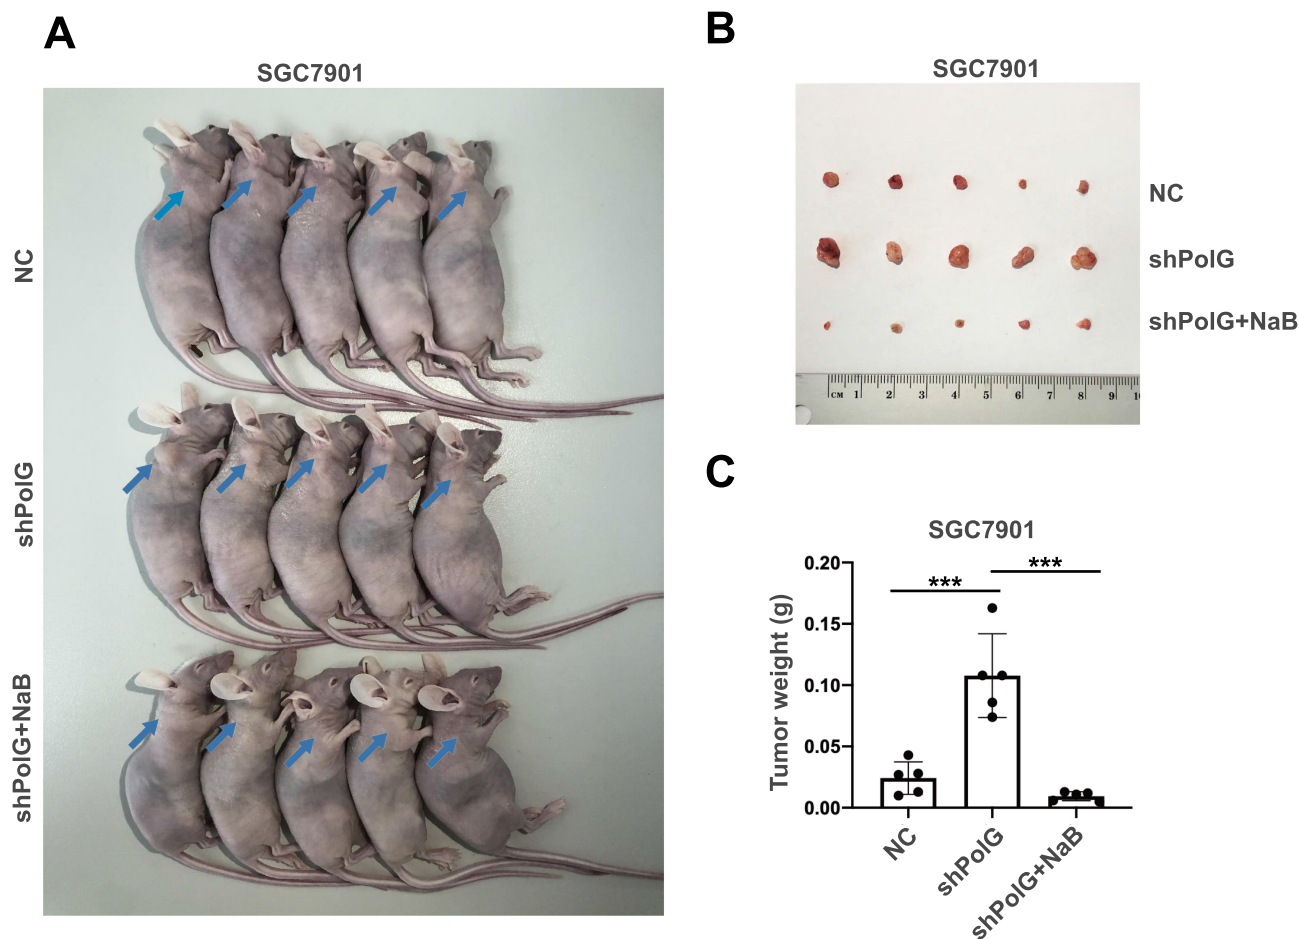 A
SGC7901
NC
shPolG
shPolG+NaB
B
SGC7901
NC
shPolG
shPolG+NaB
CM 1 2 3 4 5 6 7 8 9 1
C
SGC7901
Tumor weight (g)
0.20
0.15
0.10
0.05
0.00
***
***
NC
shPolG
shPolG+NaB